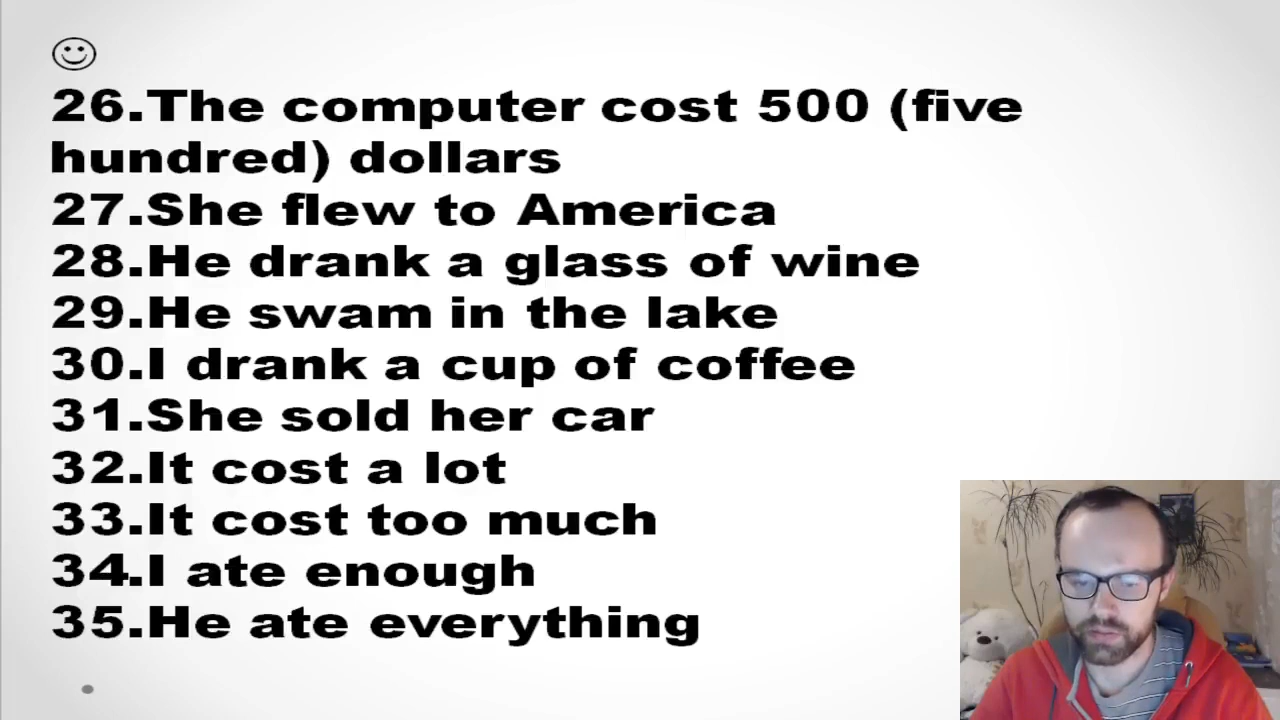 26.The computer cost 500 (five
hundred) dollars
27.She flew to America
28.He drank a glass of wine
29.He swam in the lake
30.I drank a cup of coffee
31.She sold her car
32.It cost a lot
33.It cost too much
34.I ate enough
35.He ate everything